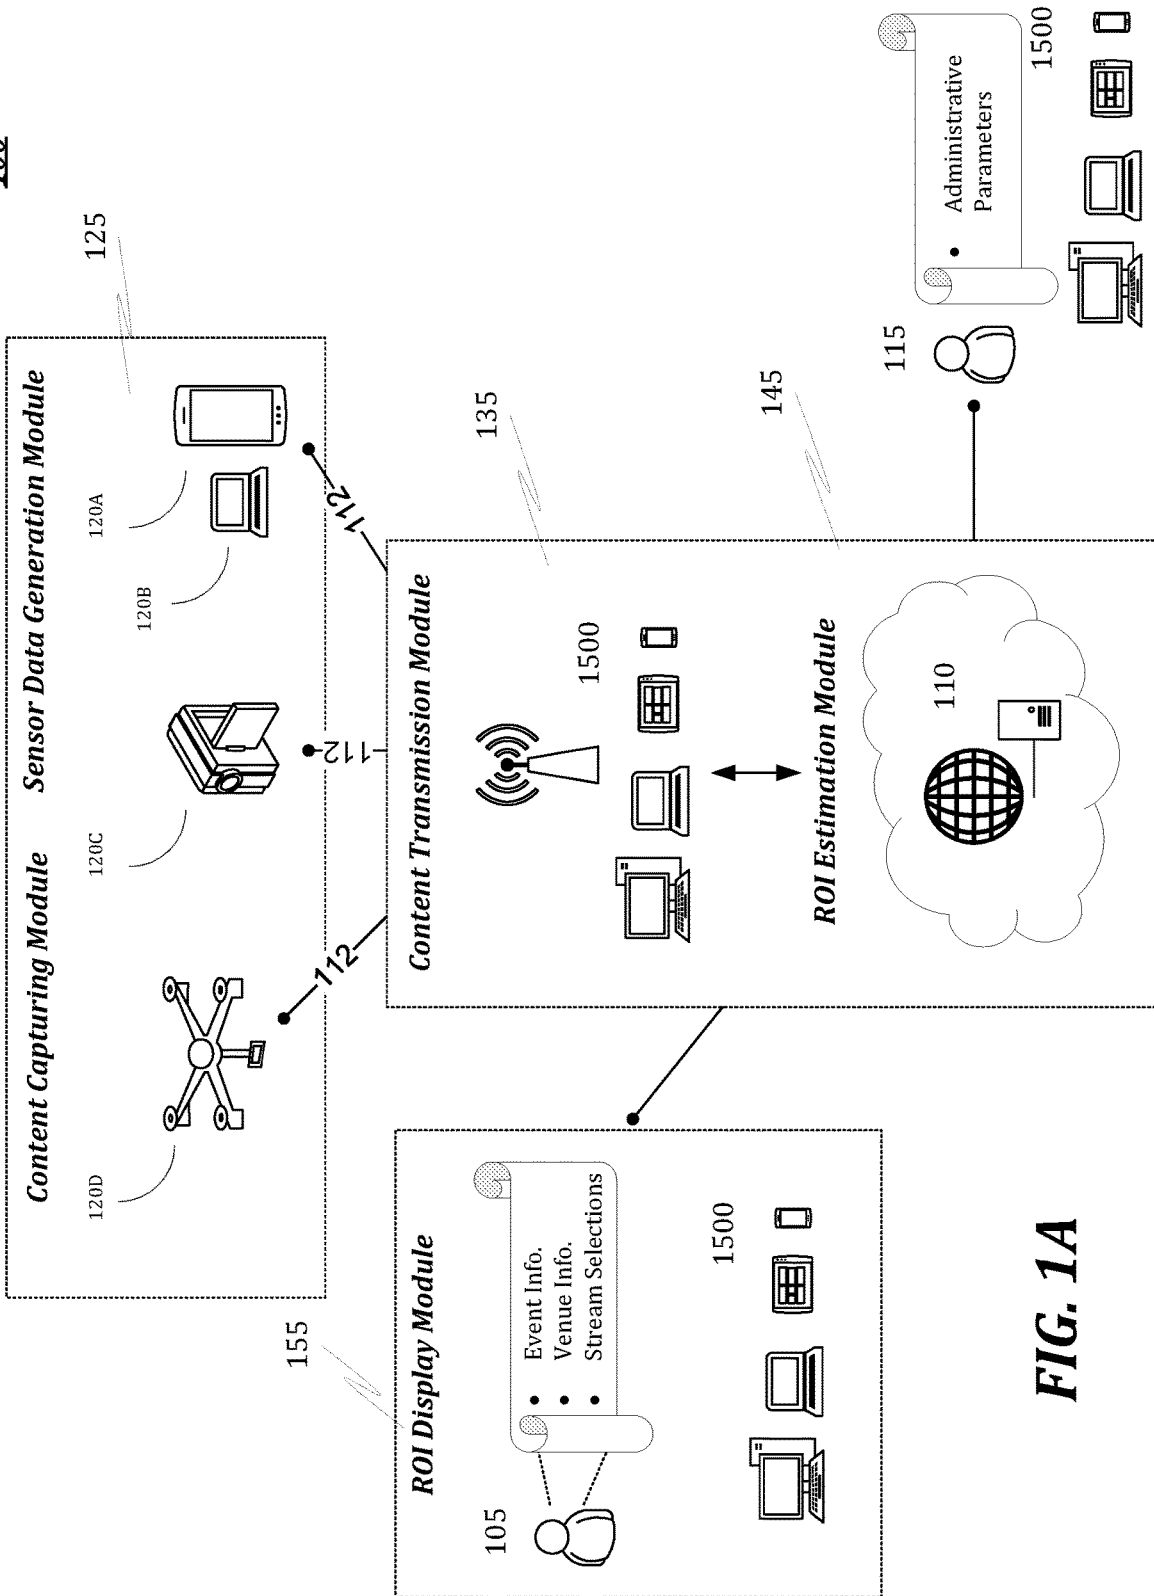 125
Content Capturing Module
Sensor Data Generation Module
120D
120C
120B
120A
112
112
112
155
ROI Display Module
105
Event Info.
Venue Info.
Stream Selections
1500
Content Transmission Module
135
1500
ROI Estimation Module
145
110
115
Administrative
Parameters
1500
FIG. 1A